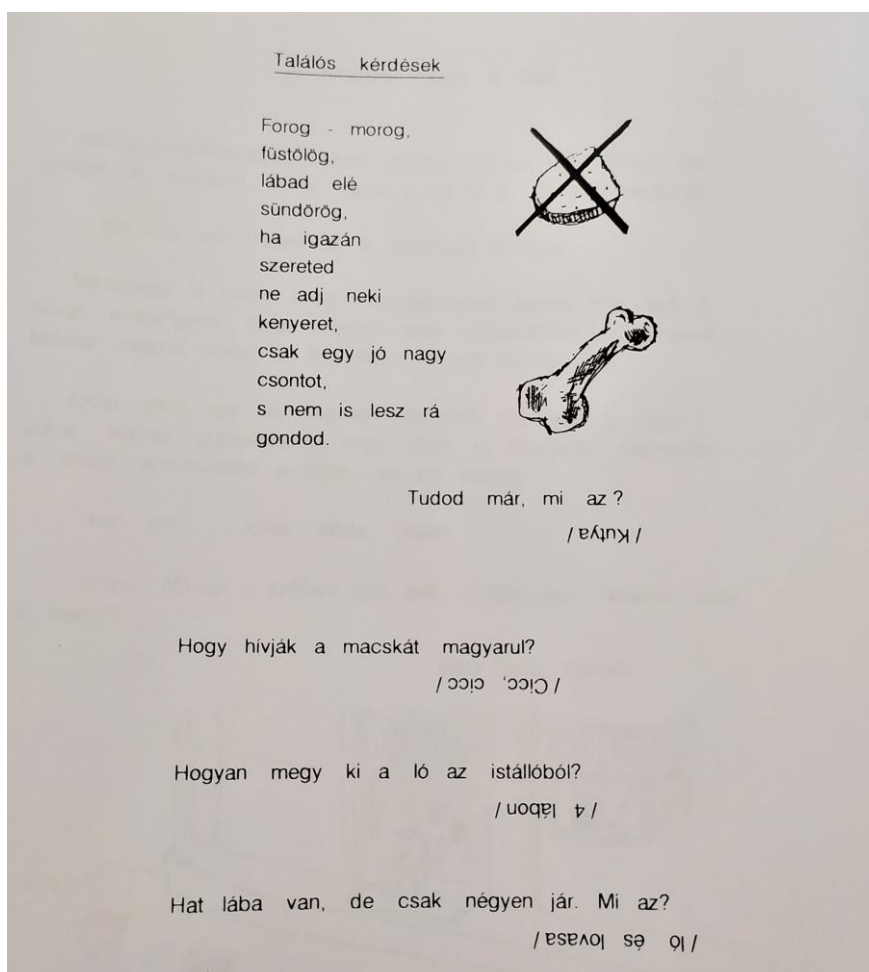 Találós kérdések
Forog - morog,
füstölög,
lábad elé
sündörög,
ha igazán
szereted
ne adj neki
kenyeret,
csak egy jó nagy
csontot,
s nem is lesz rá
gondod.
Tudod már, mi az?
/ Kutya /
Hogy hívják a macskát magyarul?
/ Cicc, cicc /
Hogyan megy ki a ló az istállóból?
/ 4 lábon /
Hat lába van, de csak négyen jár. Mi az?
/ ló és lovasa /